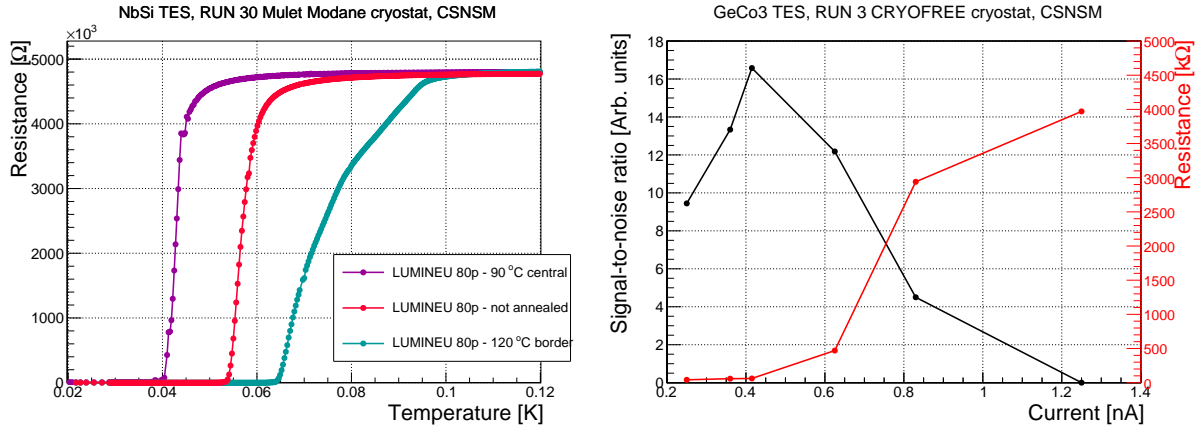 NbSi TES, RUN 30 Mulet Modane cryostat, CSNSM
×10³
Resistance [Ω]
5000
4000
3000
2000
1000
0
0.02 0.04 0.06 0.08 0.1 0.12
Temperature [K]
LUMINEU 80p - 90 °C central
LUMINEU 80p - not annealed
LUMINEU 80p - 120 °C border
GeCo3 TES, RUN 3 CRYOFREE cryostat, CSNSM
Signal-to-noise ratio [Arb. units]
18
16
14
12
10
8
6
4
2
0
0.2 0.4 0.6 0.8 1 1.2 1.4
Current [nA]
Resistance [kΩ]
5000
4500
4000
3500
3000
2500
2000
1500
1000
500
0